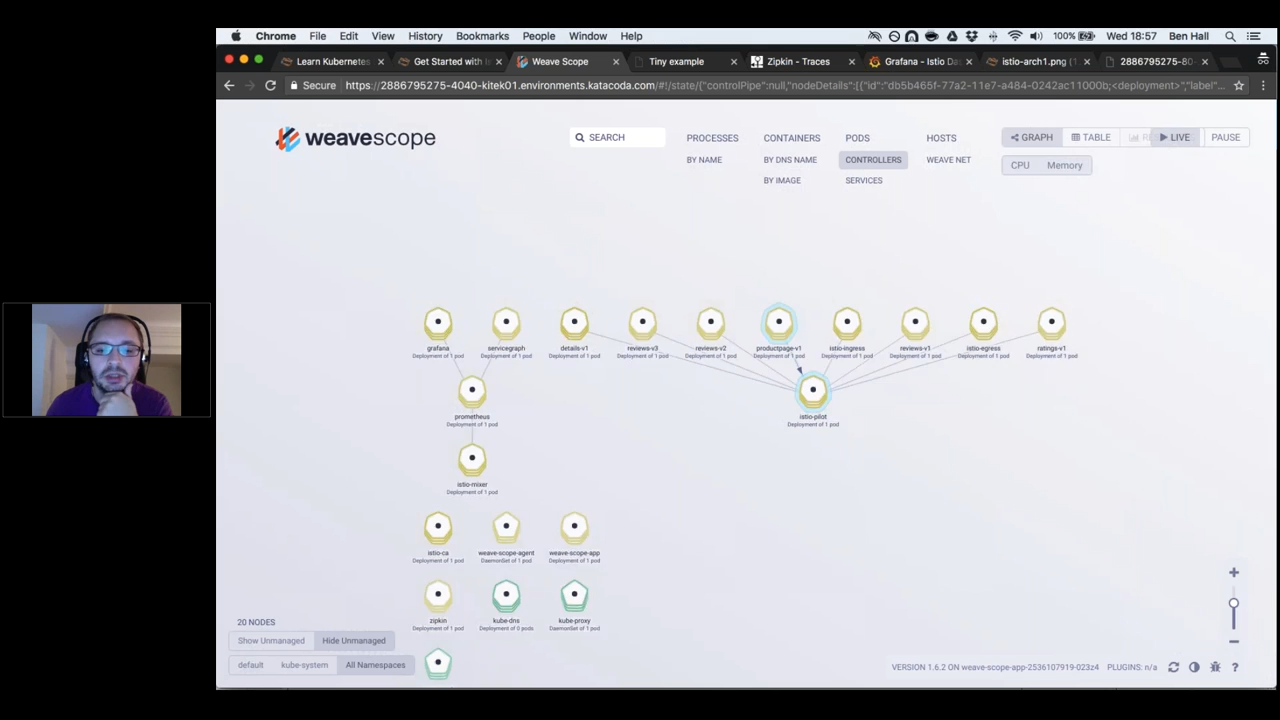 Chrome File Edit View History Bookmarks People Window Help 100% Wed 18:57 Ben Hall
Learn Kubernetes Get Started with Is Weave Scope Tiny example Zipkin - Traces Grafana - Istio Da istio-arch1.png (1 2886795275-80-
Secure https://2886795275-4040-kitek01.environments.katacoda.com/#!/state/{"controlPipe":null,"nodeDetails":[{"id":"db5b465f-77a2-11e7-a484-0242ac11000b;<deployment>","label"...
weavescope
SEARCH PROCESSES CONTAINERS PODS HOSTS GRAPH TABLE LIVE PAUSE
BY NAME BY DNS NAME CONTROLLERS WEAVE NET CPU Memory
BY IMAGE SERVICES
grafana servicegraph details-v1 reviews-v3 reviews-v2 productpage-v1 istio-ingress reviews-v1 istio-egress ratings-v1
Deployment of 1 pod Deployment of 1 pod Deployment of 1 pod Deployment of 1 pod Deployment of 1 pod Deployment of 1 pod Deployment of 1 pod Deployment of 1 pod Deployment of 1 pod Deployment of 1 pod
prometheus istio-pilot
Deployment of 1 pod Deployment of 1 pod
istio-mixer
Deployment of 1 pod
istio-ca weave-scope-agent weave-scope-app
Deployment of 1 pod DaemonSet of 1 pod Deployment of 1 pod
zipkin kube-dns kube-proxy
Deployment of 1 pod Deployment of 0 pods DaemonSet of 1 pod
20 NODES
Show Unmanaged Hide Unmanaged
default kube-system All Namespaces
VERSION 1.6.2 ON weave-scope-app-2536107919-023z4 PLUGINS: n/a ?